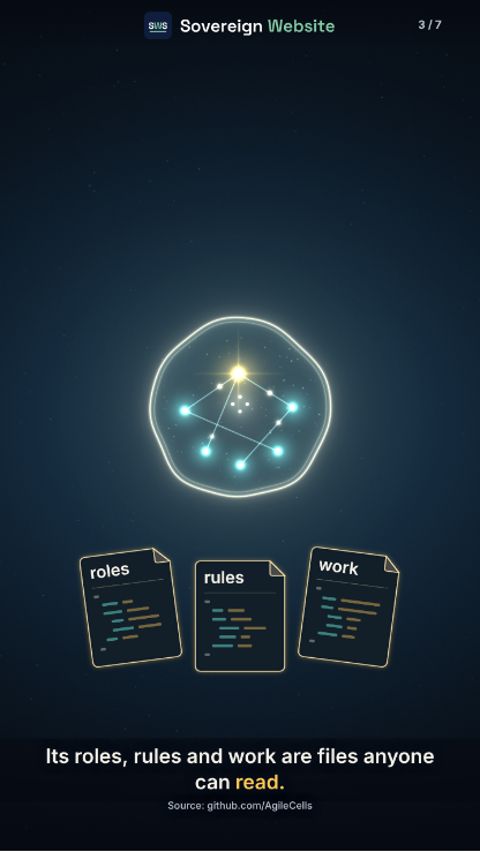 SWS
Sovereign Website
3 / 7
roles
rules
work
Its roles, rules and work are files anyone
can read.
Source: github.com/AgileCells